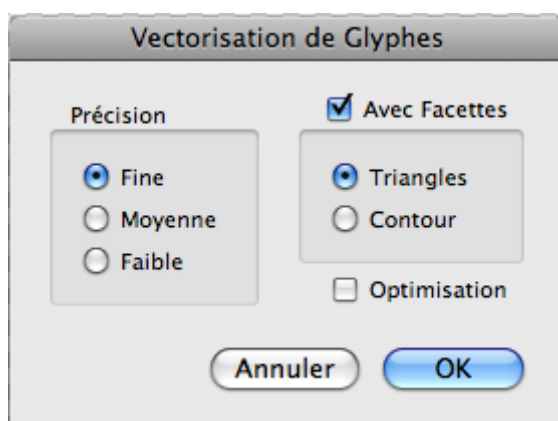 Vectorisation de Glyphes
Précision
Fine
Moyenne
Faible
Avec Facettes
Triangles
Contour
Optimisation
Annuler
OK